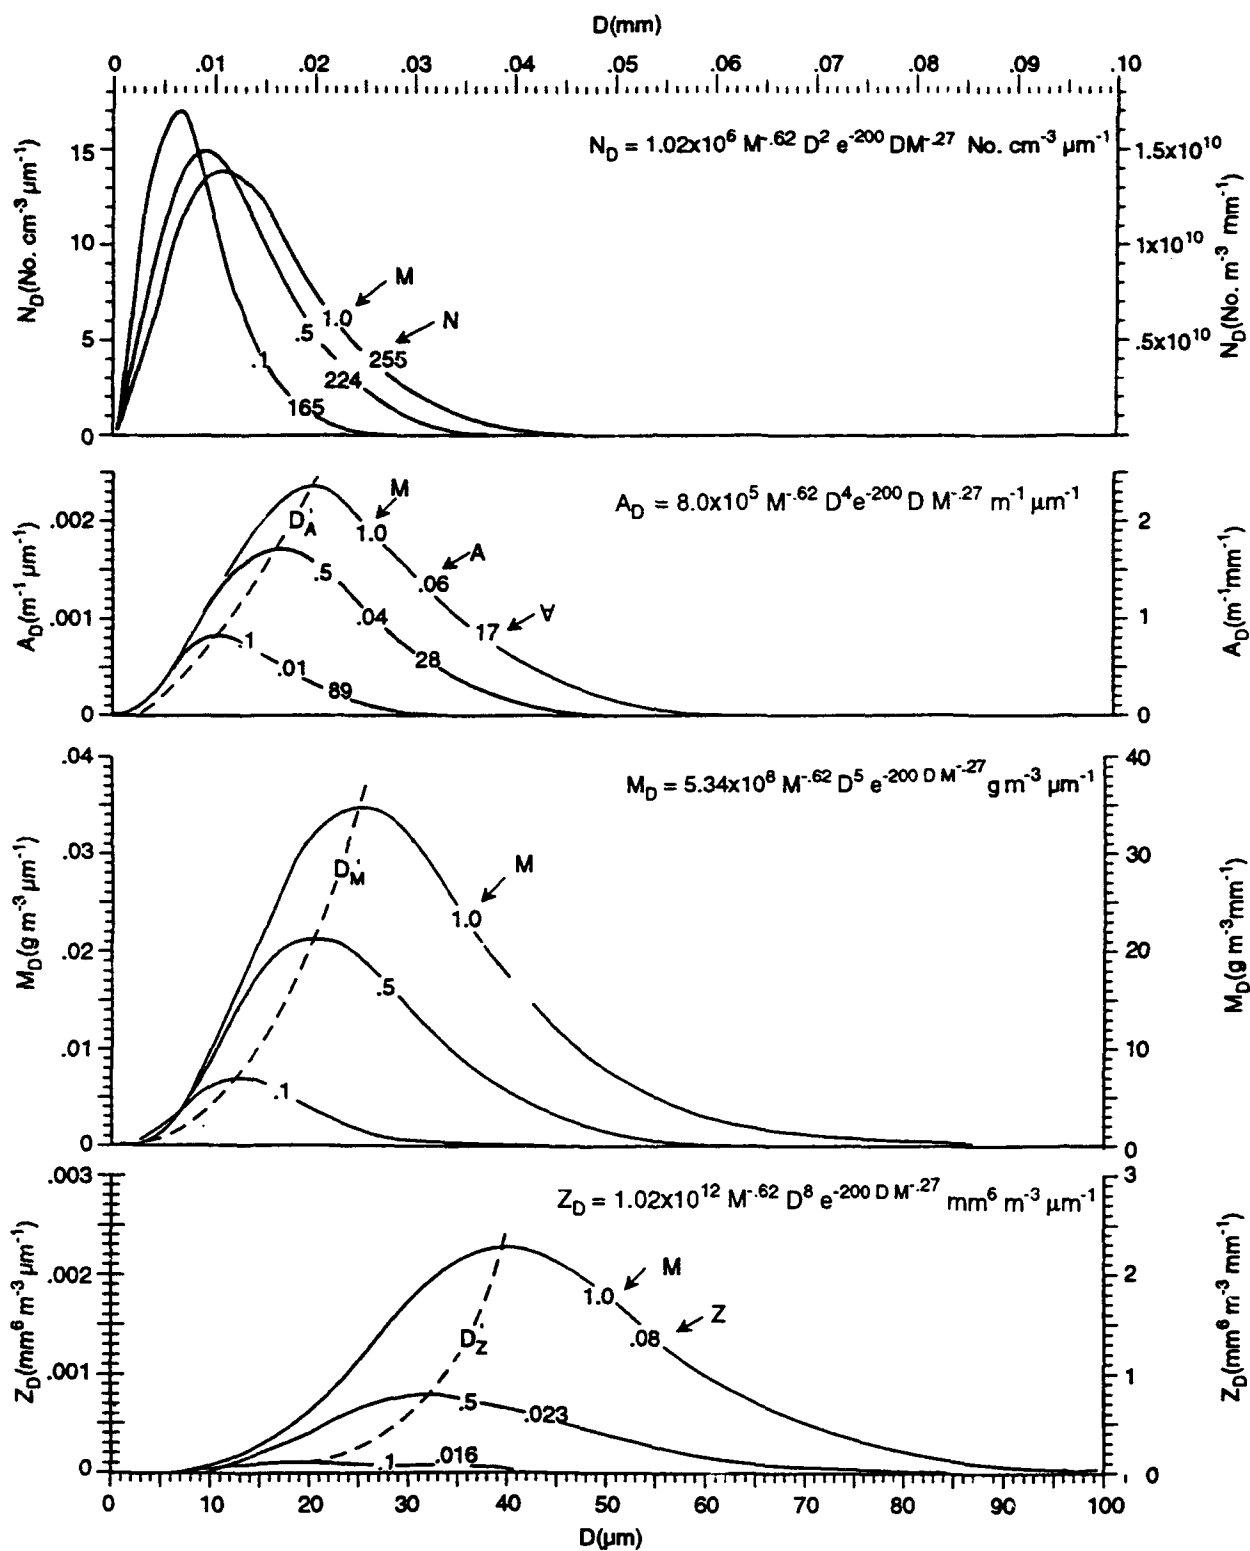 D(mm)
0 .01 .02 .03 .04 .05 .06 .07 .08 .09 .10
N_D = 1.02x10^6 M^-.62 D^2 e^-200 DM^-.27 No. cm^-3 µm^-1
N_D(No. cm^-3 µm^-1)
15
10
5
0
1.5x10^10
1x10^10
.5x10^10
N_D(No. m^-3 mm^-1)
M
1.0
N
.5
255
.1
224
165
A_D = 8.0x10^5 M^-.62 D^4 e^-200 D M^-.27 m^-1 µm^-1
A_D(m^-1 µm^-1)
.002
.001
0
2
1
0
A_D(m^-1 mm^-1)
M
D'_A
1.0
A
.5
.06
∀
.04
17
.1
.01
28
89
M_D = 5.34x10^8 M^-.62 D^5 e^-200 D M^-.27 g m^-3 µm^-1
M_D(g m^-3 µm^-1)
.04
.03
.02
.01
0
40
30
20
10
0
M_D(g m^-3 mm^-1)
D'_M
M
1.0
.5
.1
Z_D = 1.02x10^12 M^-.62 D^8 e^-200 D M^-.27 mm^6 m^-3 µm^-1
Z_D(mm^6 m^-3 µm^-1)
.003
.002
.001
0
3
2
1
0
Z_D(mm^6 m^-3 mm^-1)
M
1.0
Z
D'_Z
.08
.5
.023
.1
.016
0 10 20 30 40 50 60 70 80 90 100
D(µm)